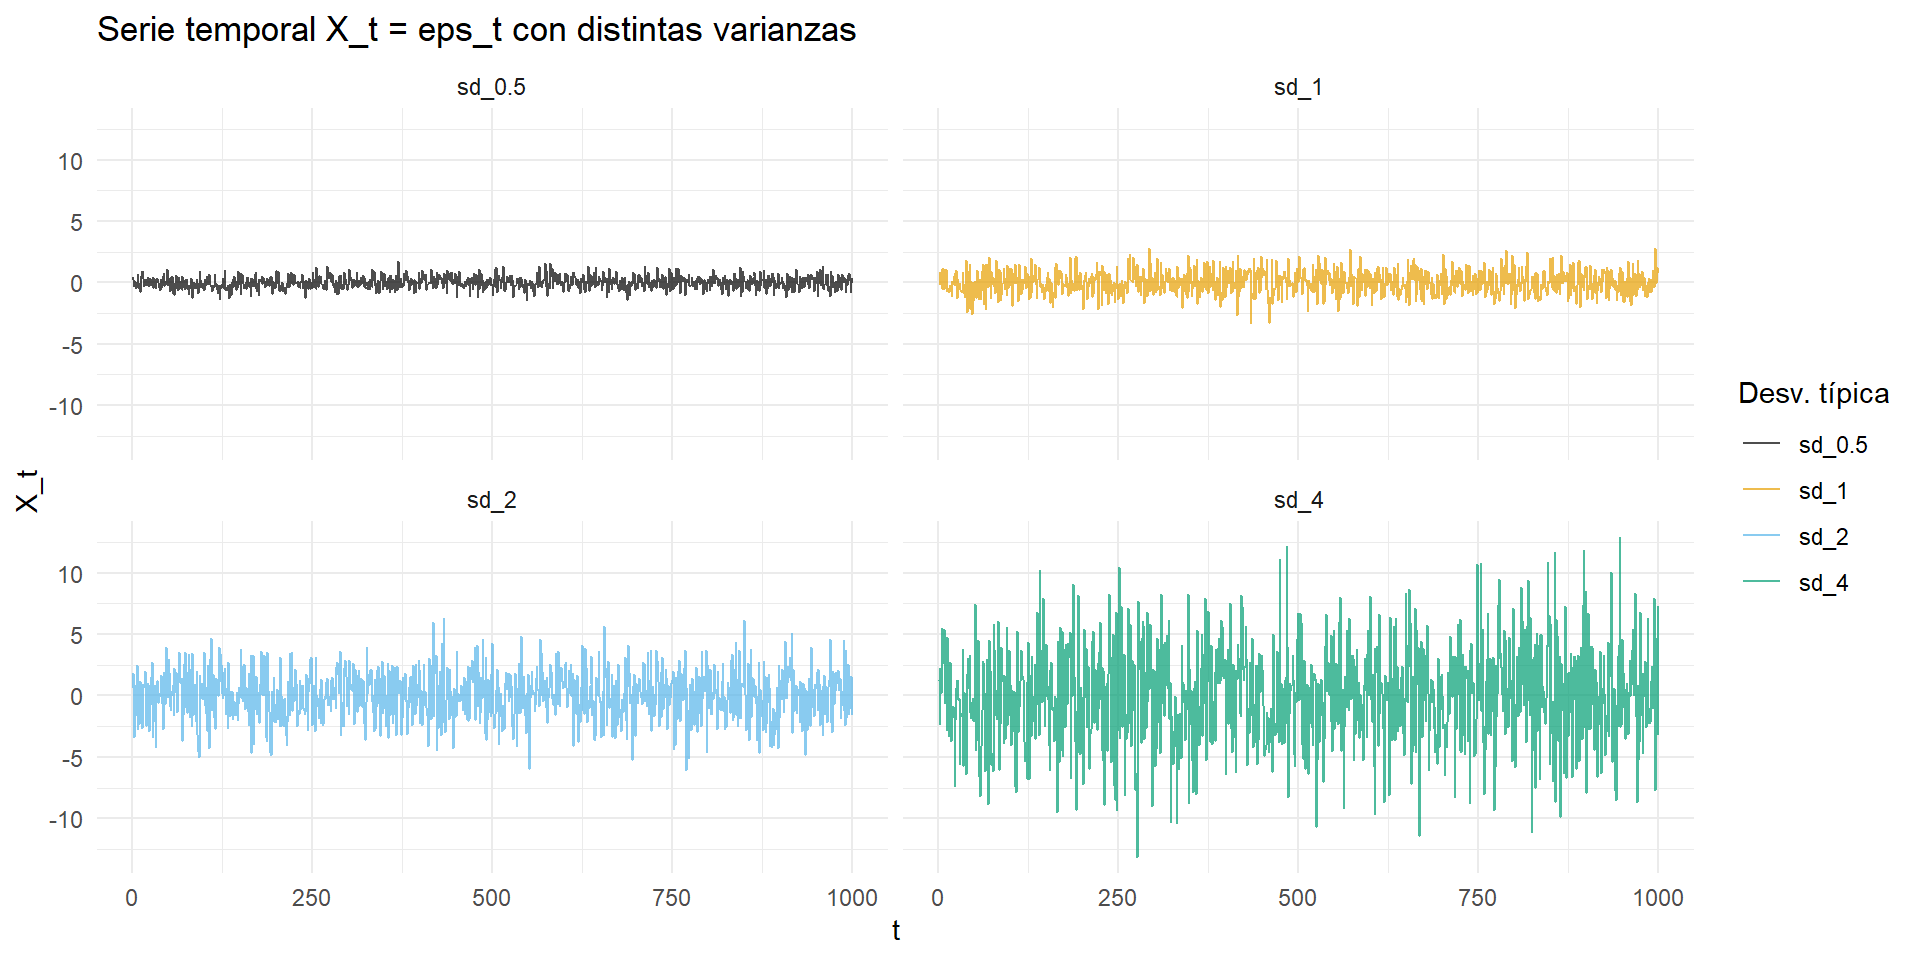 Serie temporal X_t = eps_t con distintas varianzas
sd_0.5
sd_1
10
5
0
-5
-10
X_t
sd_2
sd_4
10
5
0
-5
-10
0 250 500 750 1000
0 250 500 750 1000
t
Desv. típica
sd_0.5
sd_1
sd_2
sd_4